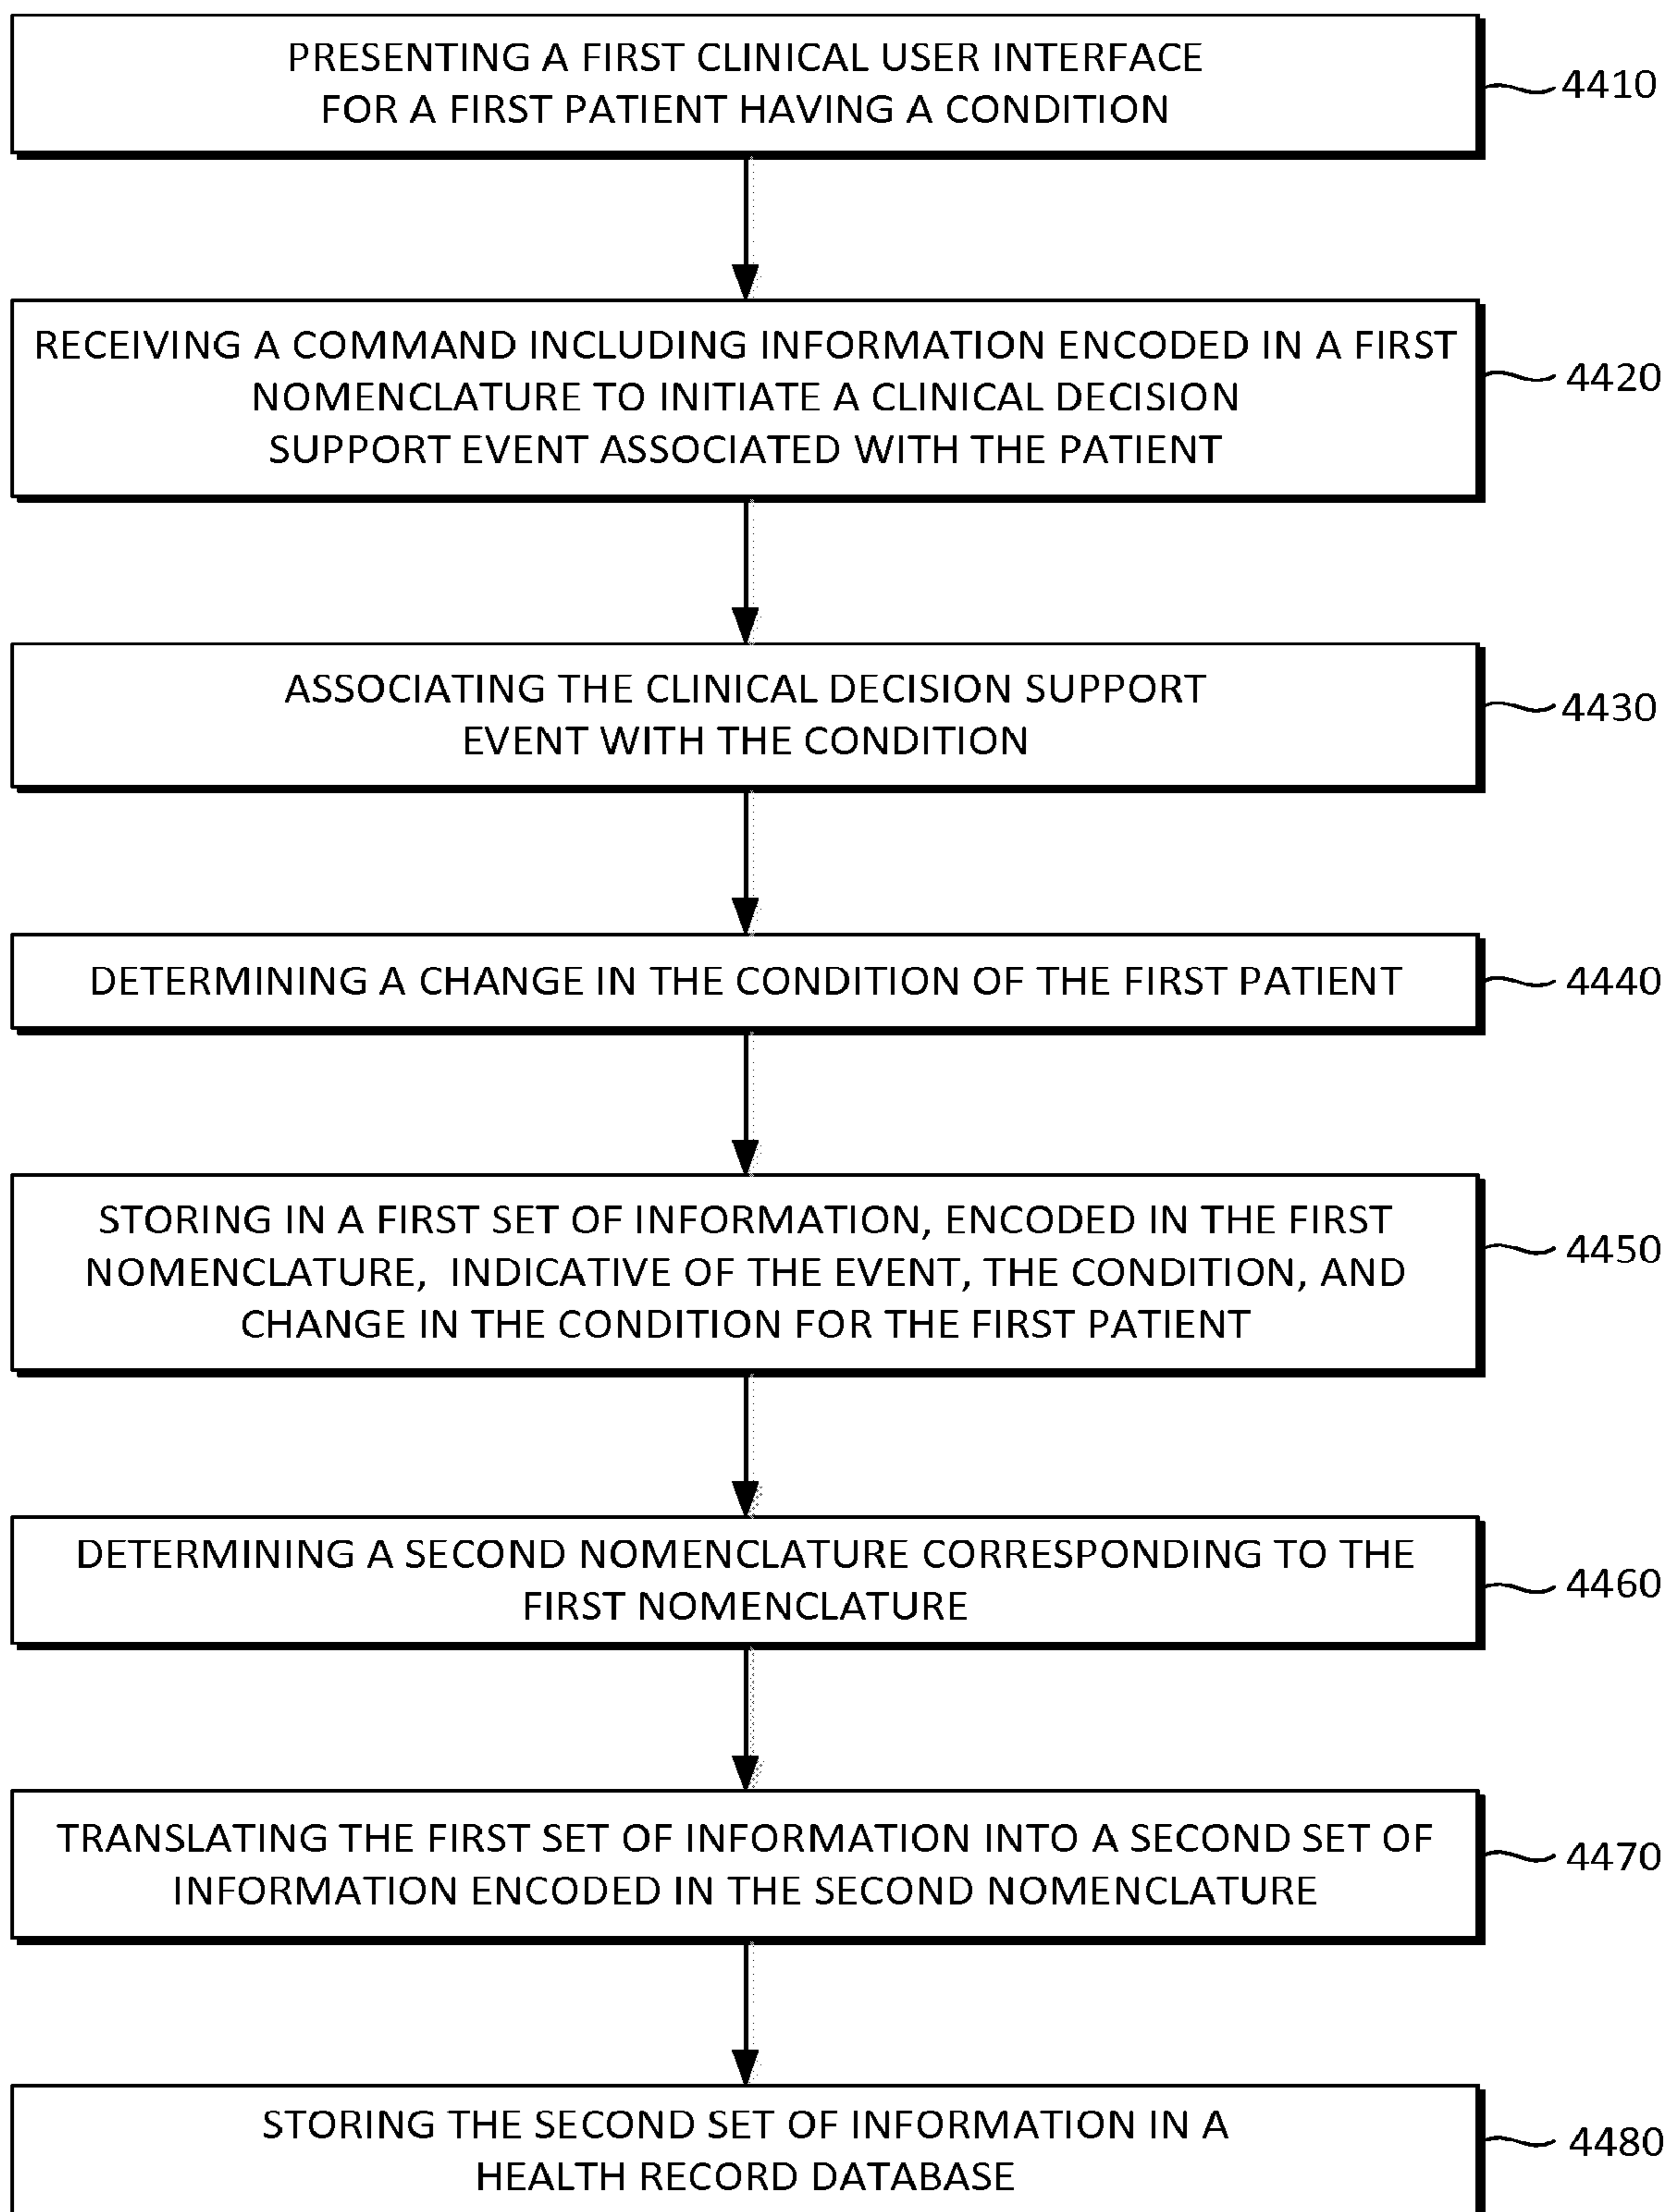 PRESENTING A FIRST CLINICAL USER INTERFACE
FOR A FIRST PATIENT HAVING A CONDITION
4410
RECEIVING A COMMAND INCLUDING INFORMATION ENCODED IN A FIRST
NOMENCLATURE TO INITIATE A CLINICAL DECISION
SUPPORT EVENT ASSOCIATED WITH THE PATIENT
4420
ASSOCIATING THE CLINICAL DECISION SUPPORT
EVENT WITH THE CONDITION
4430
DETERMINING A CHANGE IN THE CONDITION OF THE FIRST PATIENT
4440
STORING IN A FIRST SET OF INFORMATION, ENCODED IN THE FIRST
NOMENCLATURE, INDICATIVE OF THE EVENT, THE CONDITION, AND
CHANGE IN THE CONDITION FOR THE FIRST PATIENT
4450
DETERMINING A SECOND NOMENCLATURE CORRESPONDING TO THE
FIRST NOMENCLATURE
4460
TRANSLATING THE FIRST SET OF INFORMATION INTO A SECOND SET OF
INFORMATION ENCODED IN THE SECOND NOMENCLATURE
4470
STORING THE SECOND SET OF INFORMATION IN A
HEALTH RECORD DATABASE
4480